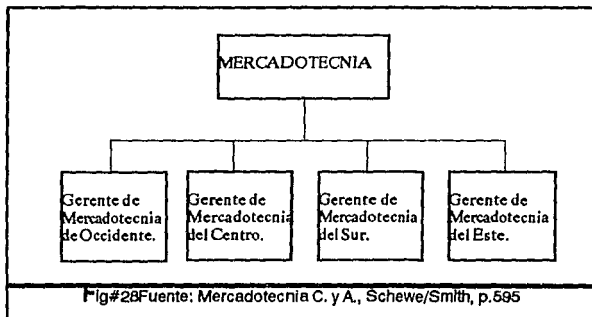 MERCADOTECNIA
Gerente de
Mercadotecnia
de Occidente.
Gerente de
Mercadotecnia
del Centro.
Gerente de
Mercadotecnia
del Sur.
Gerente de
Mercadotecnia
del Este.
Fig#28Fuente: Mercadotecnia C. y A., Schewe/Smith, p.595